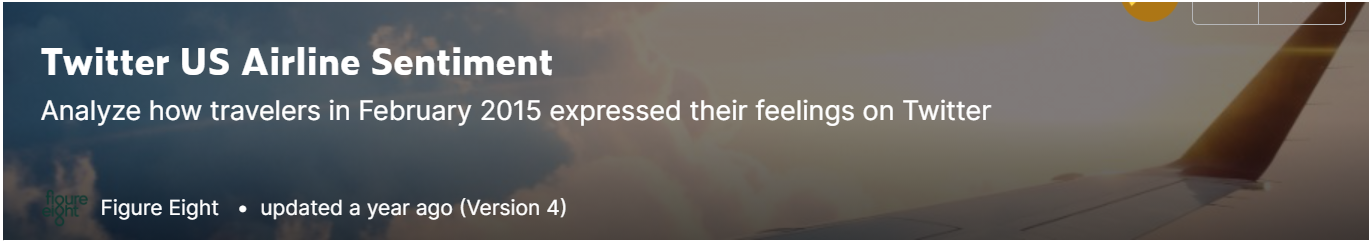 Twitter US Airline Sentiment
Analyze how travelers in February 2015 expressed their feelings on Twitter
figure eight Figure Eight • updated a year ago (Version 4)